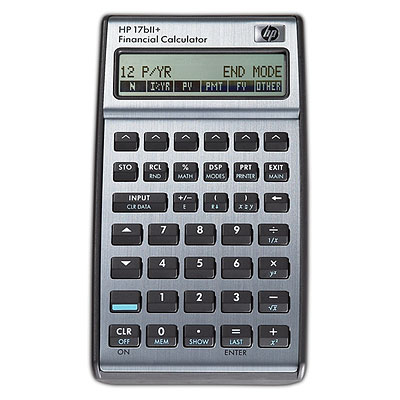 HP 17bII+
Financial Calculator
hp
12 P/YR END MODE
N I%YR PV PMT FV OTHER
STO RCL % DSP PRT EXIT
RND MATH MODES PRINTER MAIN
INPUT +/- ( ) ←
CLR DATA E R↓ x≷y
▲ 7 8 9 ÷
1/x
▼ 4 5 6 ×
yˣ
1 2 3 −
√x
CLR 0 . = +
OFF MEM SHOW LAST x²
ON ENTER